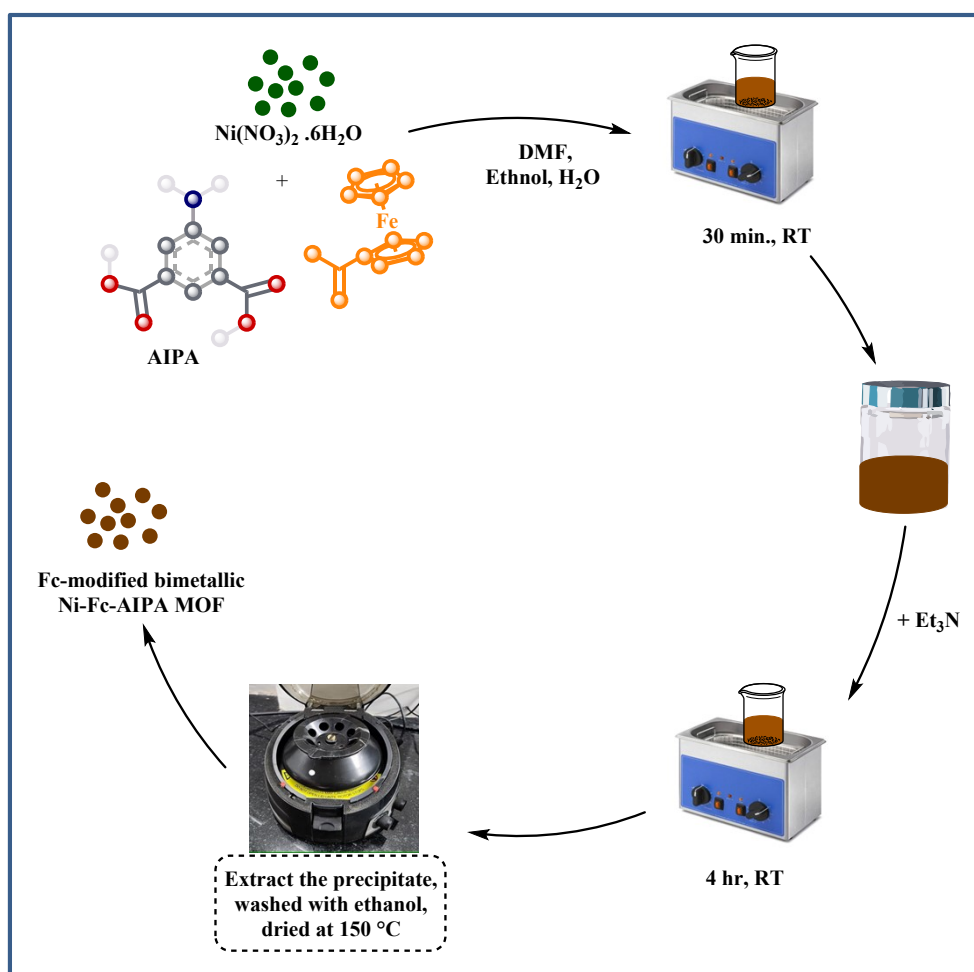 Ni(NO₃)₂ .6H₂O
+
Fe
AIPA
DMF,
Ethnol, H₂O
30 min., RT
+ Et₃N
4 hr, RT
Extract the precipitate,
washed with ethanol,
dried at 150 °C
Fc-modified bimetallic
Ni-Fc-AIPA MOF